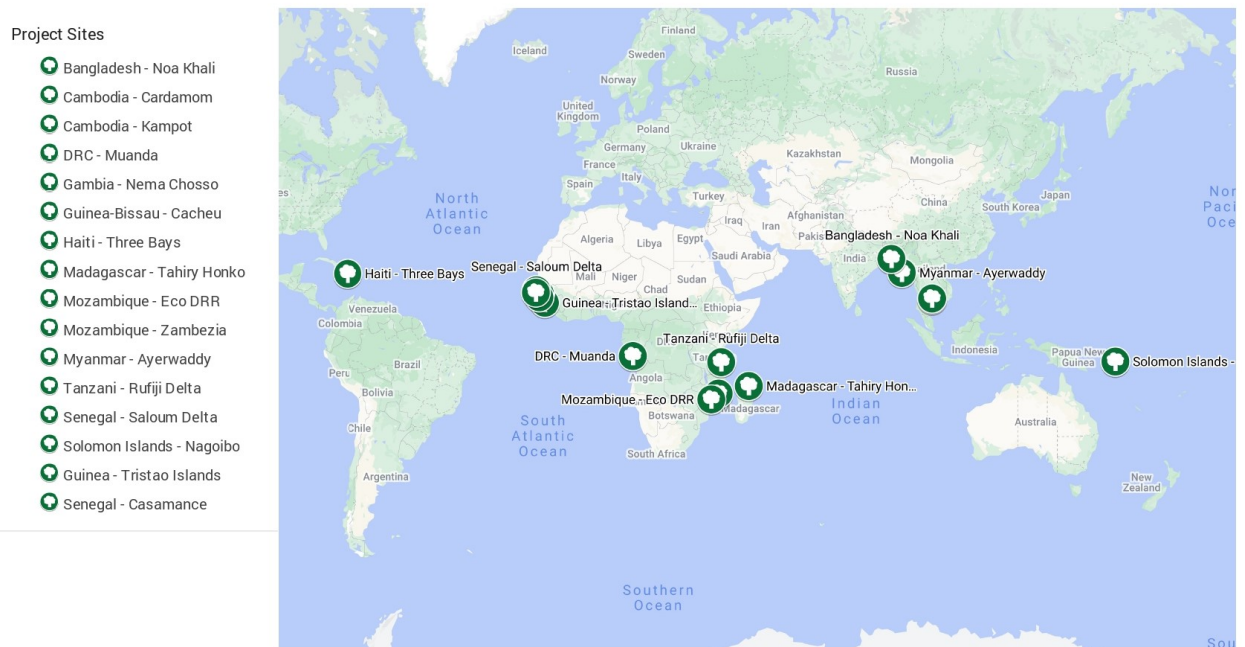 Project Sites
Bangladesh - Noa Khali
Cambodia - Cardamom
Cambodia - Kampot
DRC - Muanda
Gambia - Nema Chosso
Guinea-Bissau - Cacheu
Haiti - Three Bays
Madagascar - Tahiry Honko
Mozambique - Eco DRR
Mozambique - Zambezia
Myanmar - Ayerwaddy
Tanzani - Rufiji Delta
Senegal - Saloum Delta
Solomon Islands - Nagoibo
Guinea - Tristao Islands
Senegal - Casamance
Finland
Iceland
Sweden
Norway
Russia
United
Kingdom
Poland
Germany
Ukraine
France
Kazakhstan
Mongolia
Italy
Spain
Turkey
Japan
China
South Korea
North
Atlantic
Ocean
Iraq
Iran
Afghanistan
Algeria
Libya
Egypt
Saudi Arabia
India
Bangladesh - Noa Khali
Haiti - Three Bays
Senegal - Saloum Delta
Mali
Niger
Chad
Sudan
Myanmar - Ayerwaddy
Guinea - Tristao Island...
Ethiopia
Venezuela
Colombia
Tanzani - Rufiji Delta
DRC - Muanda
Indonesia
Papua New
Guinea
Solomon Islands -
Brazil
Peru
Bolivia
Angola
Madagascar - Tahiry Hon...
Mozambique - Eco DRR
Madagascar
Botswana
Indian
Ocean
South
Atlantic
Ocean
Chile
South Africa
Australia
Argentina
New
Zealand
Southern
Ocean